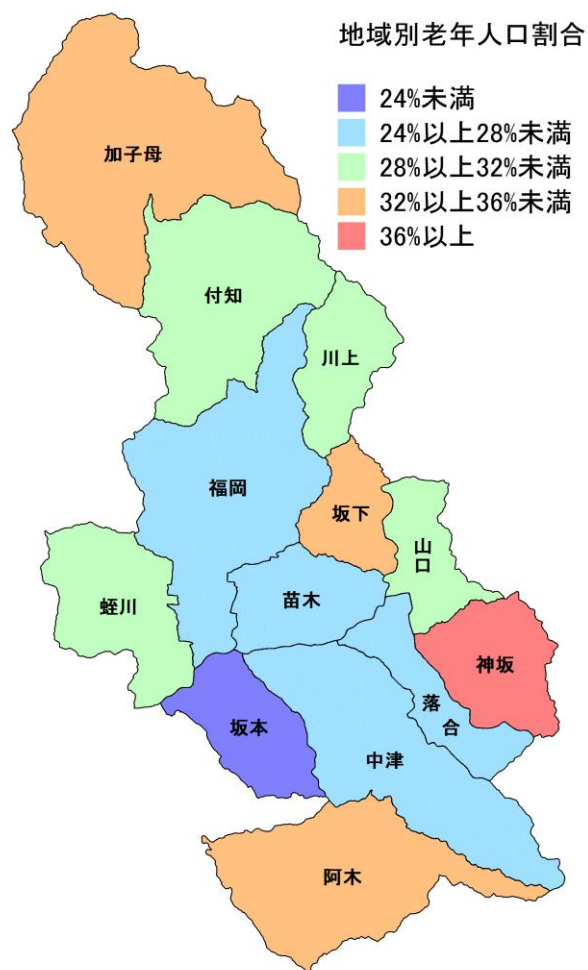 地域別老年人口割合
24%未満
24%以上28%未満
28%以上32%未満
32%以上36%未満
36%以上
加子母
付知
川上
福岡
坂下
山口
蛭川
苗木
神坂
落合
坂本
中津
阿木